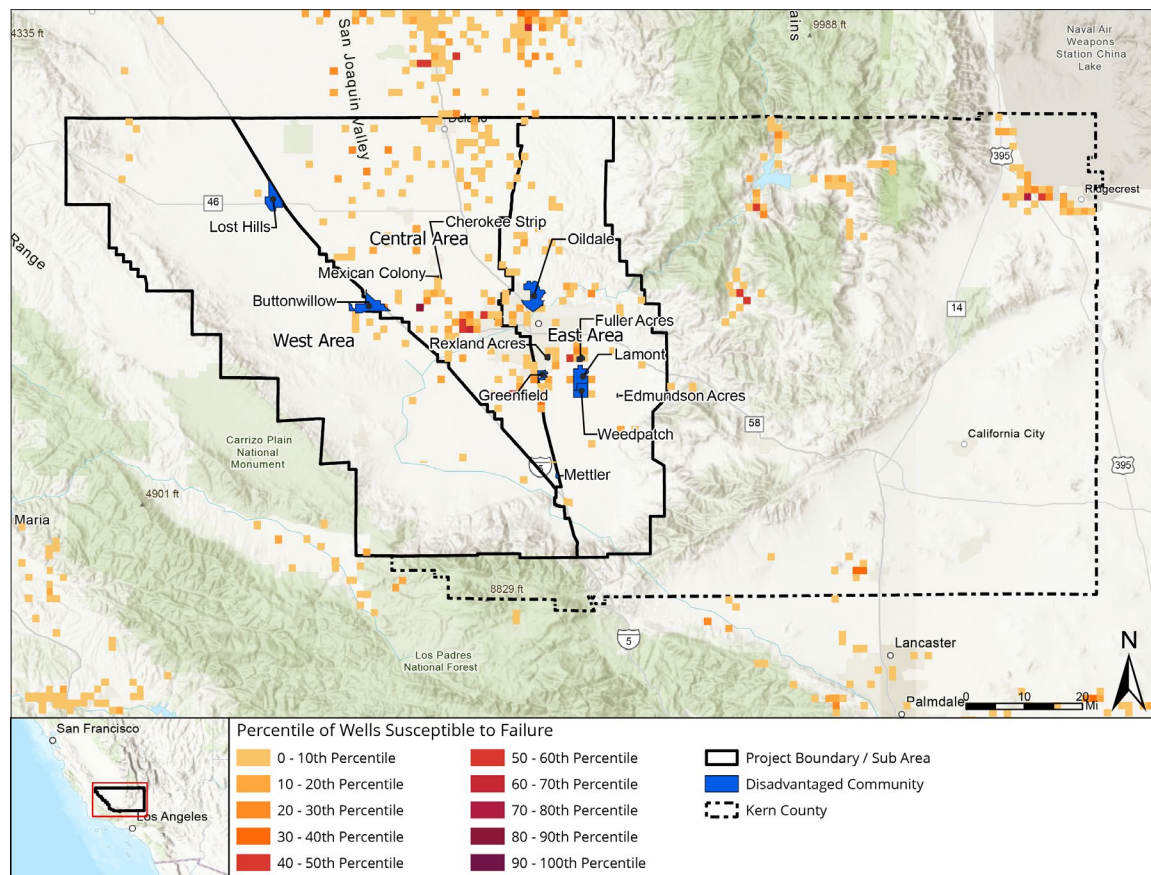 4335 ft
San Joaquin Valley
9988 ft
Naval Air
Weapons
Station China
Lake
395
Ridgecrest
46
Lost Hills
Cherokee Strip
Central Area
Oildale
Mexican Colony
Buttonwillow
14
West Area
East Area
Fuller Acres
Rexland Acres
Lamont
Greenfield
Edmundson Acres
58
Weedpatch
Range
Carrizo Plain
National
Monument
California City
395
Mettler
4901 ft
Maria
8829 ft
5
Los Padres
National Forest
Lancaster
N
Palmdale
0 10 20
Mi
San Francisco
Los Angeles
Percentile of Wells Susceptible to Failure
0 - 10th Percentile
10 - 20th Percentile
20 - 30th Percentile
30 - 40th Percentile
40 - 50th Percentile
50 - 60th Percentile
60 - 70th Percentile
70 - 80th Percentile
80 - 90th Percentile
90 - 100th Percentile
Project Boundary / Sub Area
Disadvantaged Community
Kern County